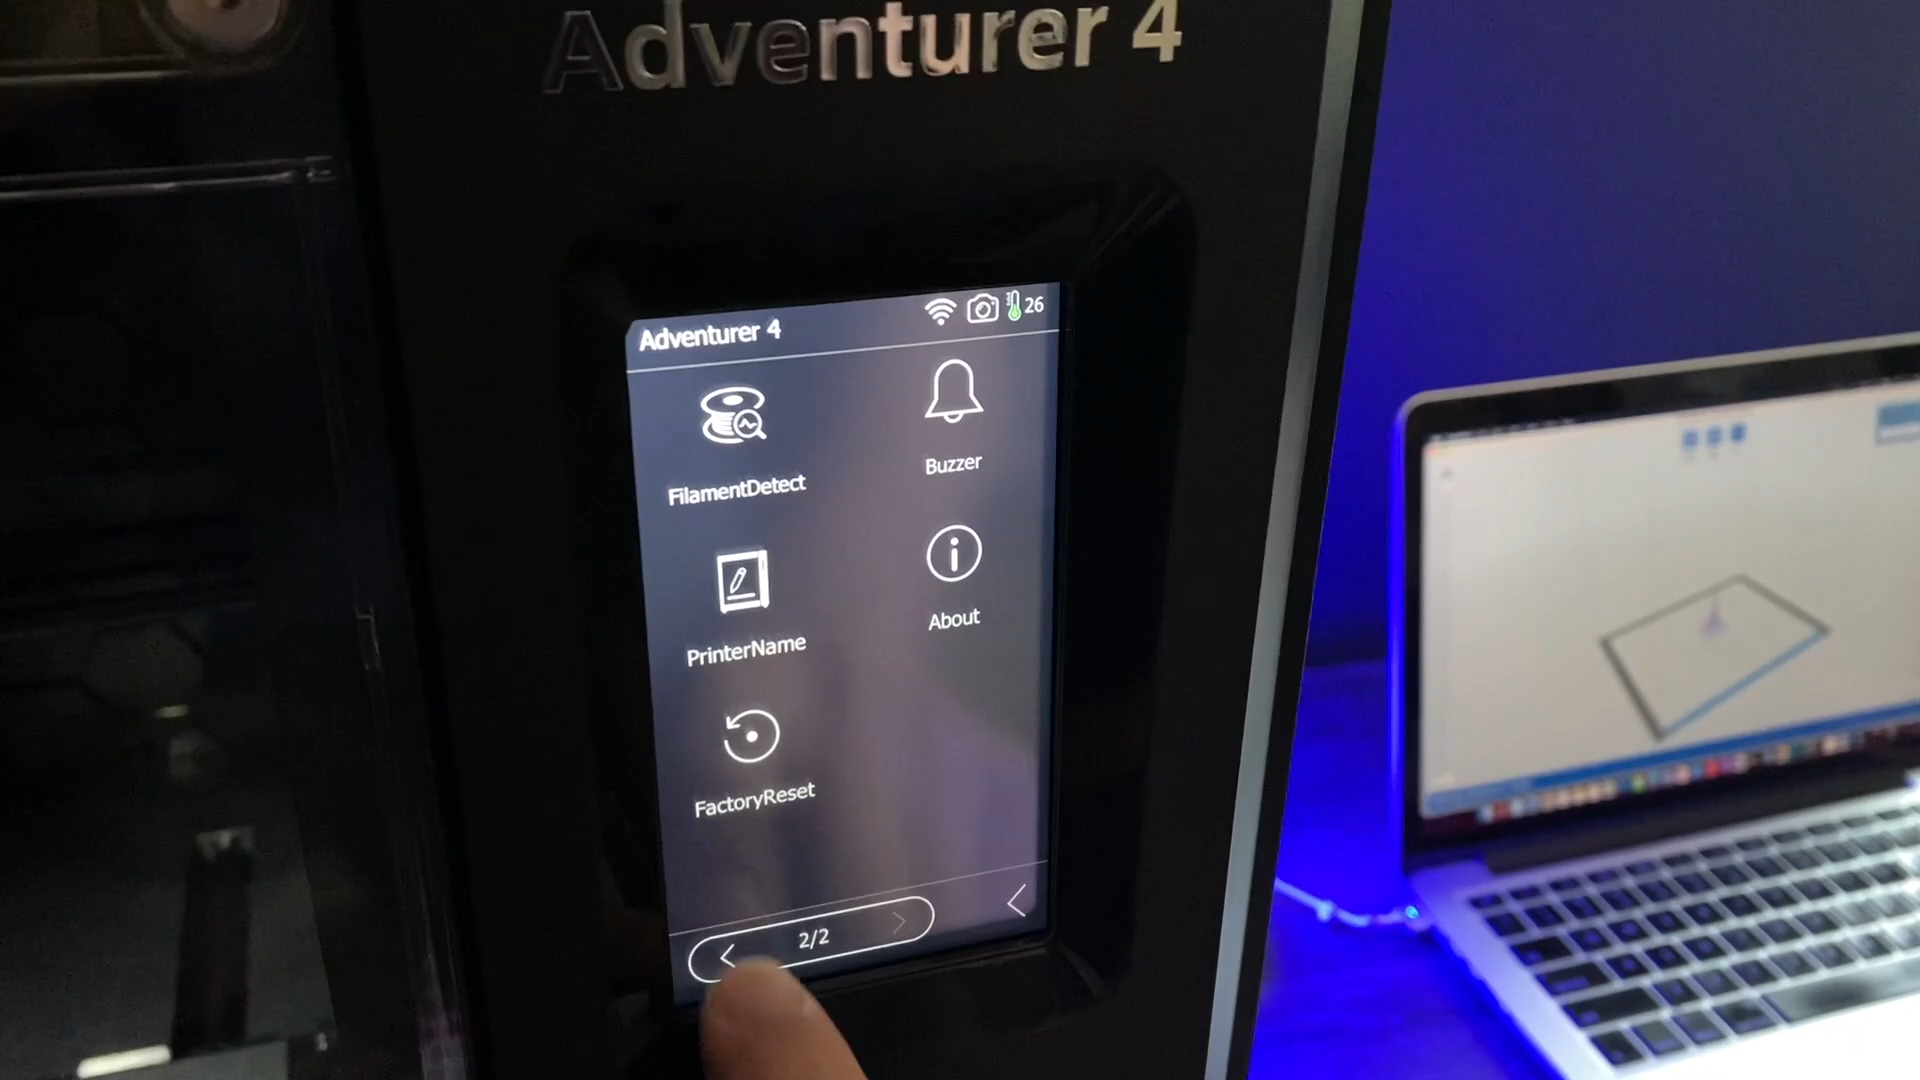 Adventurer 4
Adventurer 4
26
FilamentDetect
Buzzer
PrinterName
About
FactoryReset
2/2